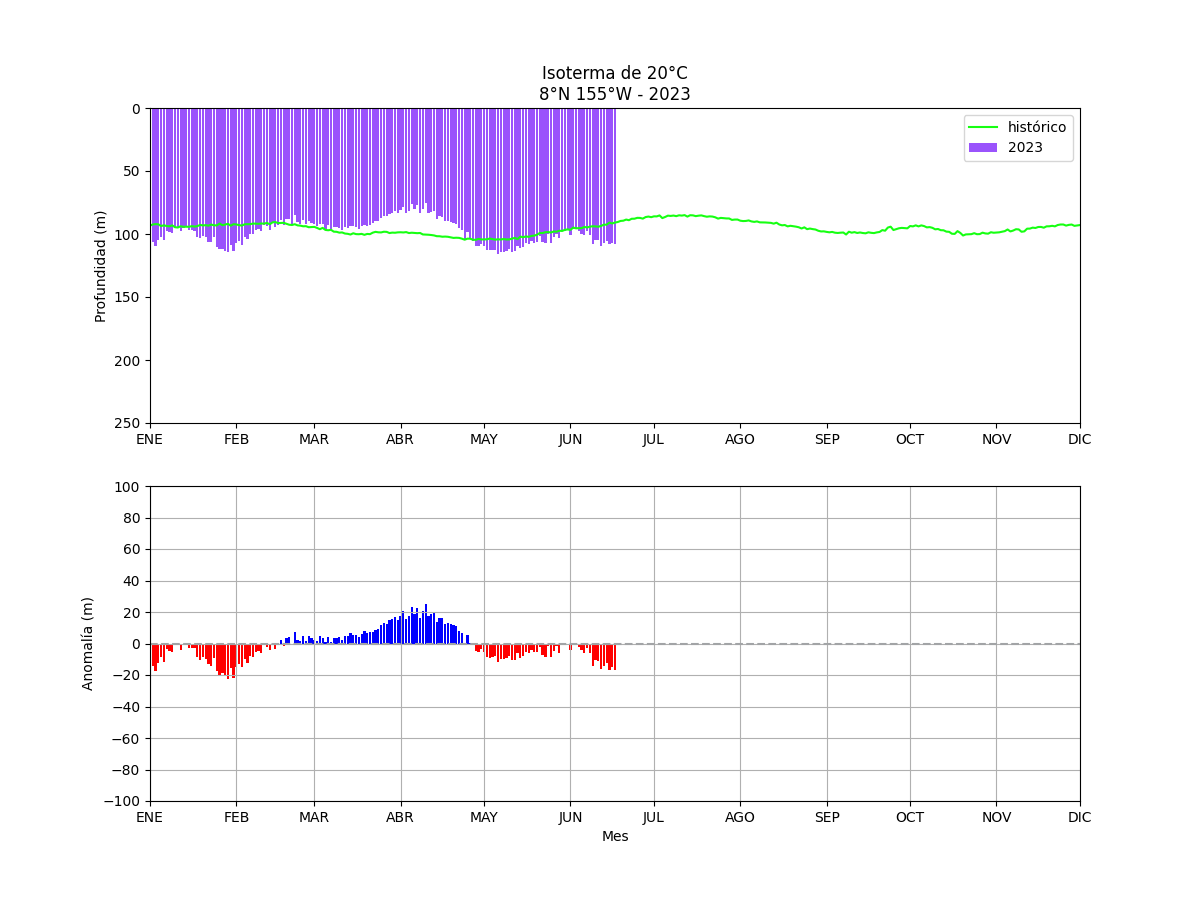 Isoterma de 20°C
8°N 155°W - 2023
Profundidad (m)
0
50
100
150
200
250
histórico
2023
ENE FEB MAR ABR MAY JUN JUL AGO SEP OCT NOV DIC
Anomalía (m)
100
80
60
40
20
0
−20
−40
−60
−80
−100
ENE FEB MAR ABR MAY JUN JUL AGO SEP OCT NOV DIC
Mes